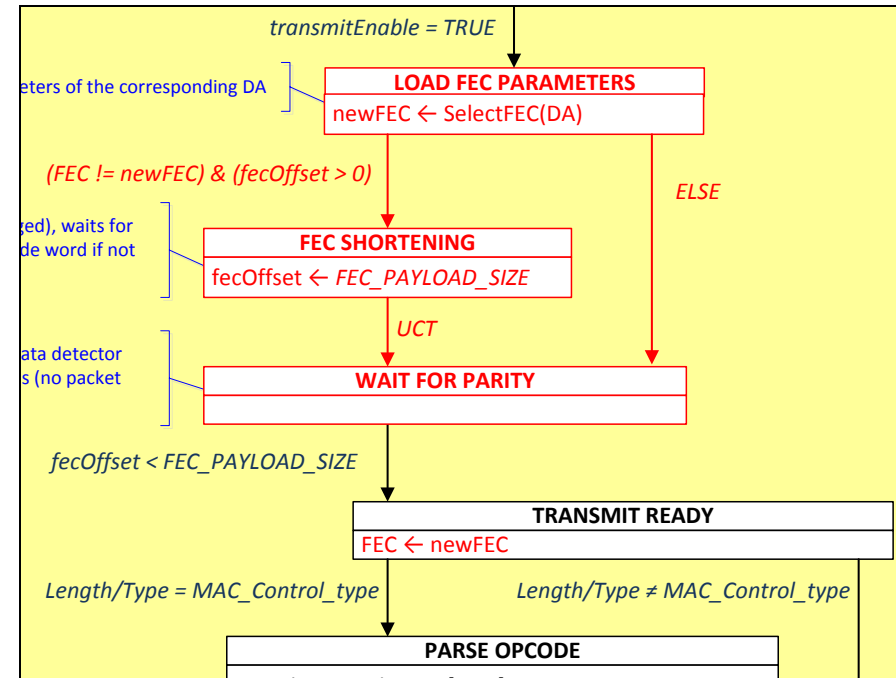 transmitEnable = TRUE
LOAD FEC PARAMETERS
eters of the corresponding DA
newFEC ← SelectFEC(DA)
(FEC != newFEC) & (fecOffset > 0)
ELSE
ged), waits for
de word if not
FEC SHORTENING
fecOffset ← FEC_PAYLOAD_SIZE
UCT
ata detector
s (no packet
WAIT FOR PARITY
fecOffset < FEC_PAYLOAD_SIZE
TRANSMIT READY
FEC ← newFEC
Length/Type = MAC_Control_type
Length/Type ≠ MAC_Control_type
PARSE OPCODE